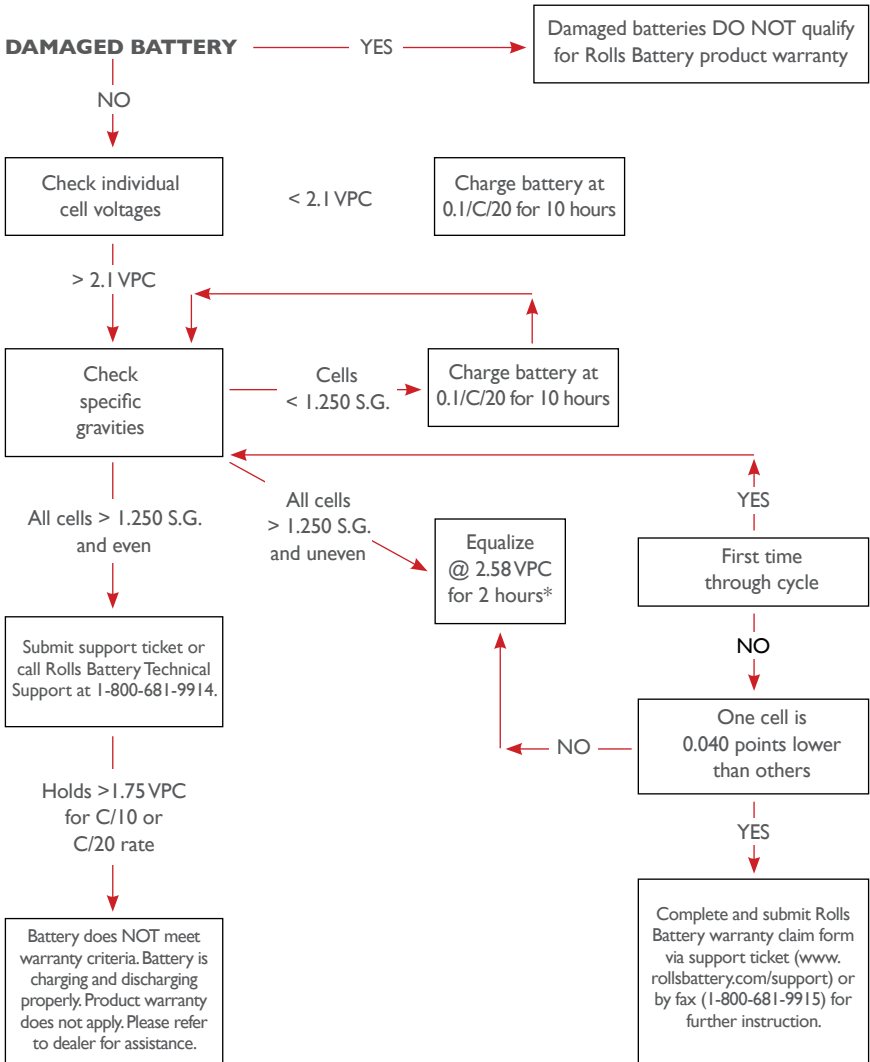 DAMAGED BATTERY
YES
Damaged batteries DO NOT qualify
for Rolls Battery product warranty
NO
Check individual
cell voltages
< 2.1 VPC
Charge battery at
0.1/C/20 for 10 hours
> 2.1 VPC
Check
specific
gravities
Cells
< 1.250 S.G.
Charge battery at
0.1/C/20 for 10 hours
All cells > 1.250 S.G.
and even
All cells
> 1.250 S.G.
and uneven
Equalize
@ 2.58 VPC
for 2 hours*
YES
First time
through cycle
NO
Submit support ticket or
call Rolls Battery Technical
Support at 1-800-681-9914.
One cell is
0.040 points lower
than others
NO
Holds >1.75 VPC
for C/10 or
C/20 rate
YES
Battery does NOT meet
warranty criteria. Battery is
charging and discharging
properly. Product warranty
does not apply. Please refer
to dealer for assistance.
Complete and submit Rolls
Battery warranty claim form
via support ticket (www.
rollsbattery.com/support) or
by fax (1-800-681-9915) for
further instruction.